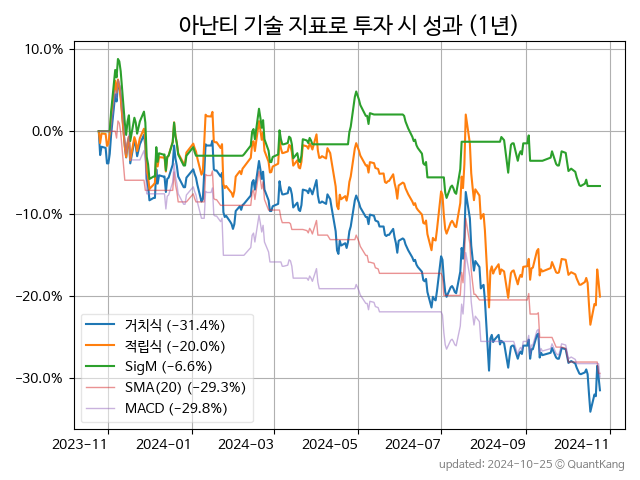 아난티 기술 지표로 투자 시 성과 (1년)
10.0%
0.0%
−10.0%
−20.0%
−30.0%
거치식 (−31.4%)
적립식 (−20.0%)
SigM (−6.6%)
SMA(20) (−29.3%)
MACD (−29.8%)
2023−11 2024−01 2024−03 2024−05 2024−07 2024−09 2024−11
updated: 2024-10-25 © QuantKang